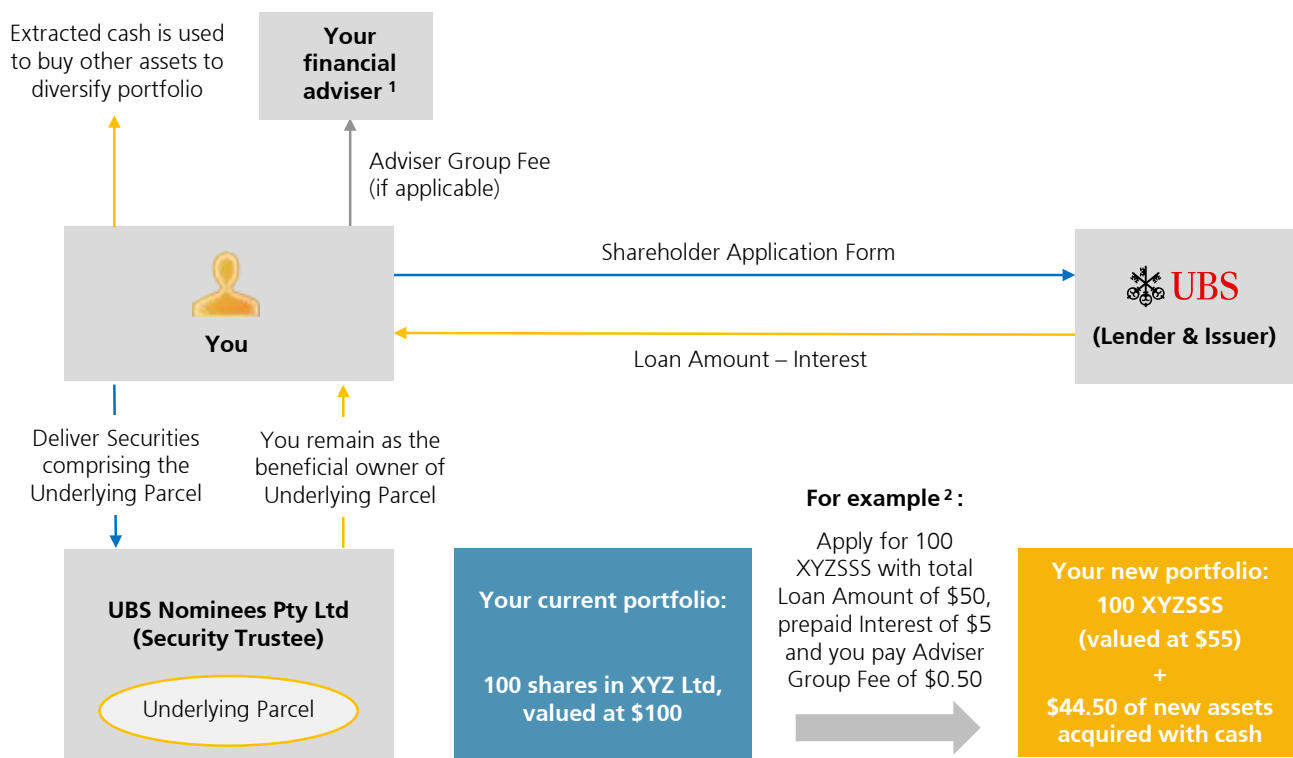 Extracted cash is used
to buy other assets to
diversify portfolio
Your
financial
adviser 1
Adviser Group Fee
(if applicable)
Shareholder Application Form
You
UBS
(Lender & Issuer)
Loan Amount – Interest
Deliver Securities
comprising the
Underlying Parcel
You remain as the
beneficial owner of
Underlying Parcel
UBS Nominees Pty Ltd
(Security Trustee)
Underlying Parcel
Your current portfolio:
100 shares in XYZ Ltd,
valued at $100
For example 2 :
Apply for 100
XYZSSS with total
Loan Amount of $50,
prepaid Interest of $5
and you pay Adviser
Group Fee of $0.50
Your new portfolio:
100 XYZSSS
(valued at $55)
+
$44.50 of new assets
acquired with cash